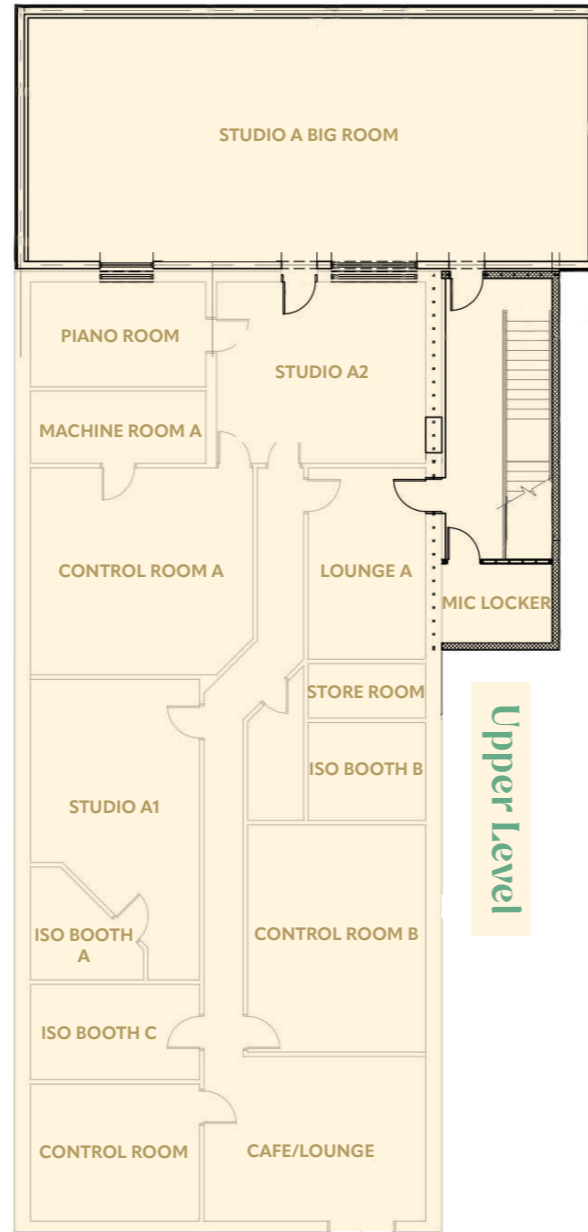 STUDIO A BIG ROOM
PIANO ROOM
STUDIO A2
MACHINE ROOM A
CONTROL ROOM A
LOUNGE A
MIC LOCKER
STORE ROOM
ISO BOOTH B
Upper Level
STUDIO A1
ISO BOOTH
A
CONTROL ROOM B
ISO BOOTH C
CONTROL ROOM
CAFE/LOUNGE